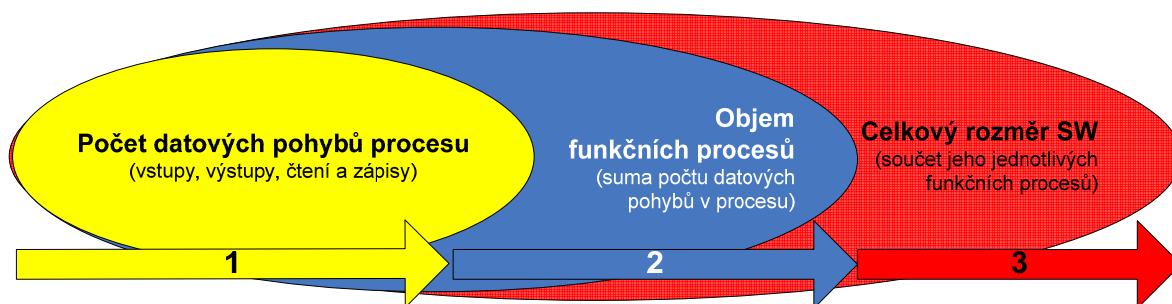 Počet datových pohybů procesu
(vstupy, výstupy, čtení a zápisy)
Objem
funkčních procesů
(suma počtu datových
pohybů v procesu)
Celkový rozměr SW
(součet jeho jednotlivých
funkčních procesů)
1
2
3